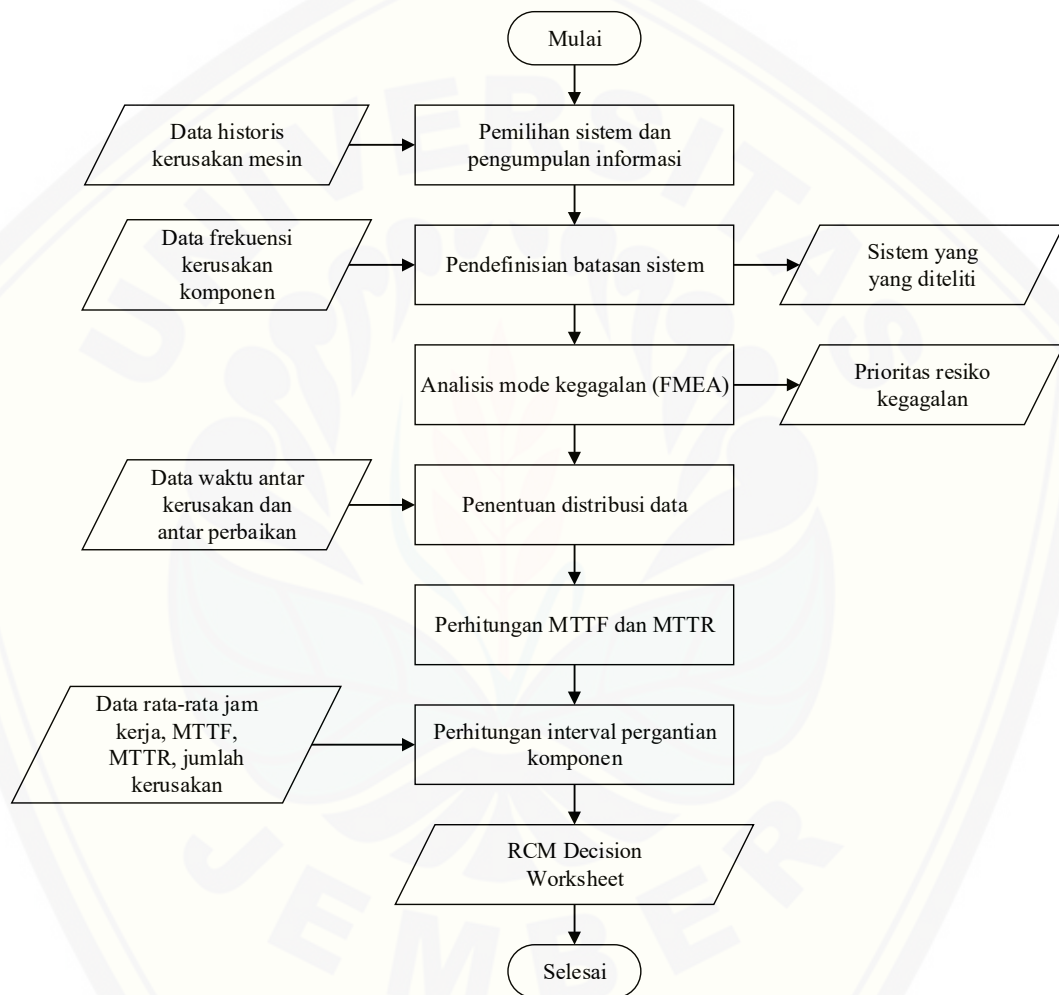 Mulai
Data historis
kerusakan mesin
Pemilihan sistem dan
pengumpulan informasi
Data frekuensi
kerusakan
komponen
Pendefinisian batasan sistem
Sistem yang
yang diteliti
Analisis mode kegagalan (FMEA)
Prioritas resiko
kegagalan
Data waktu antar
kerusakan dan
antar perbaikan
Penentuan distribusi data
Perhitungan MTTF dan MTTR
Data rata-rata jam
kerja, MTTF,
MTTR, jumlah
kerusakan
Perhitungan interval pergantian
komponen
RCM Decision
Worksheet
Selesai
UNIVERSITAS
JEMBER